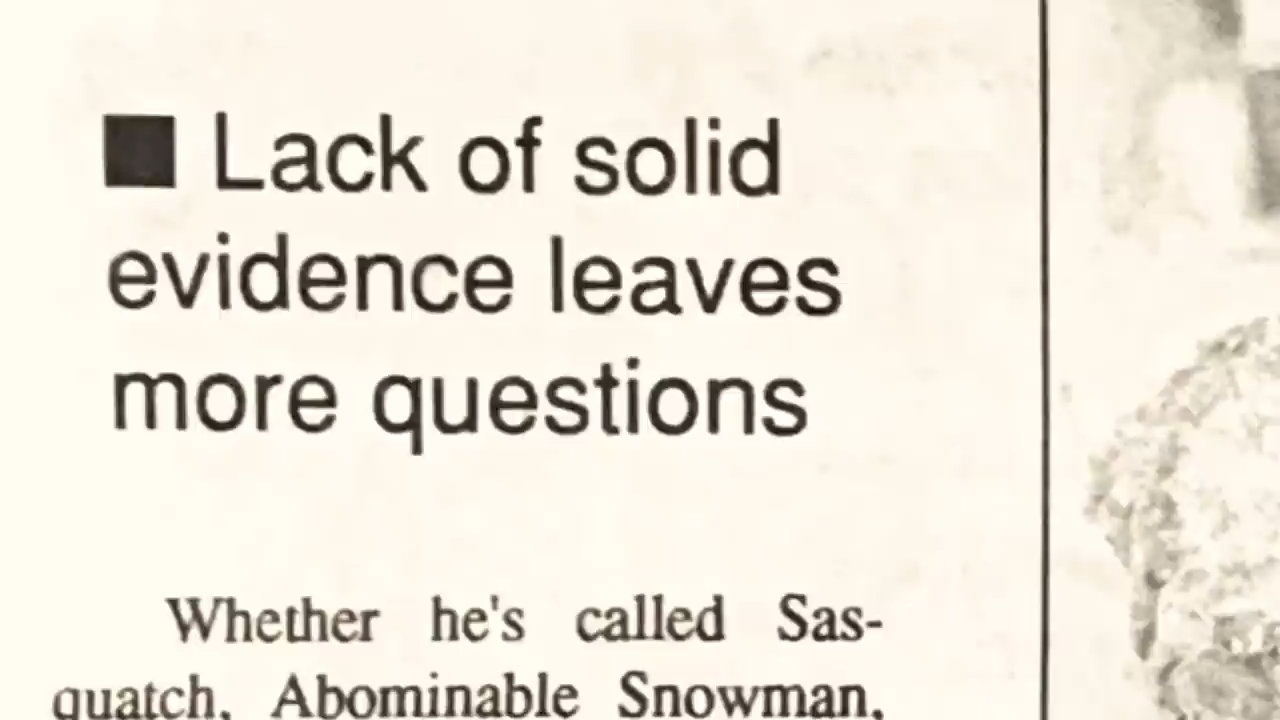 ■ Lack of solid
evidence leaves
more questions
Whether he's called Sas-
quatch, Abominable Snowman,